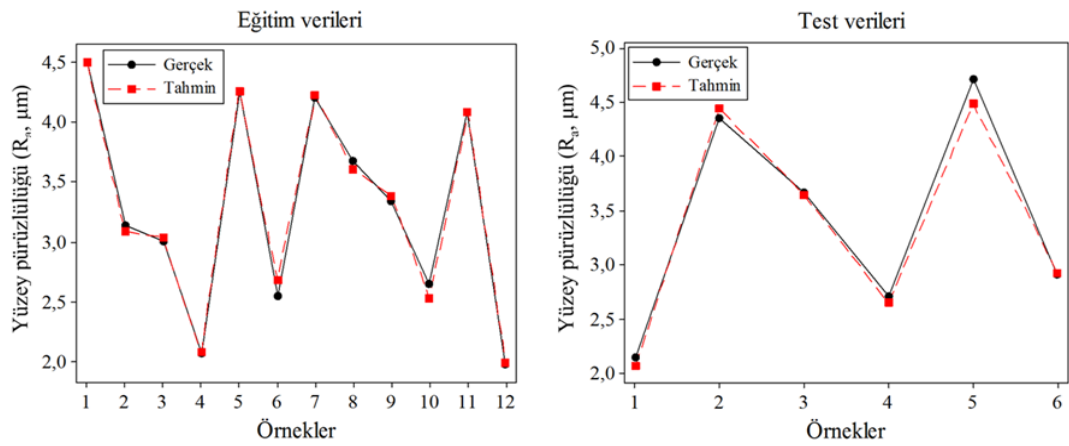 Eğitim verileri
Yüzey pürüzlülüğü (Ra, µm)
4,5
4,0
3,5
3,0
2,5
2,0
Gerçek
Tahmin
1 2 3 4 5 6 7 8 9 10 11 12
Örnekler
Test verileri
Yüzey pürüzlülüğü (Ra, µm)
5,0
4,5
4,0
3,5
3,0
2,5
2,0
Gerçek
Tahmin
1 2 3 4 5 6
Örnekler